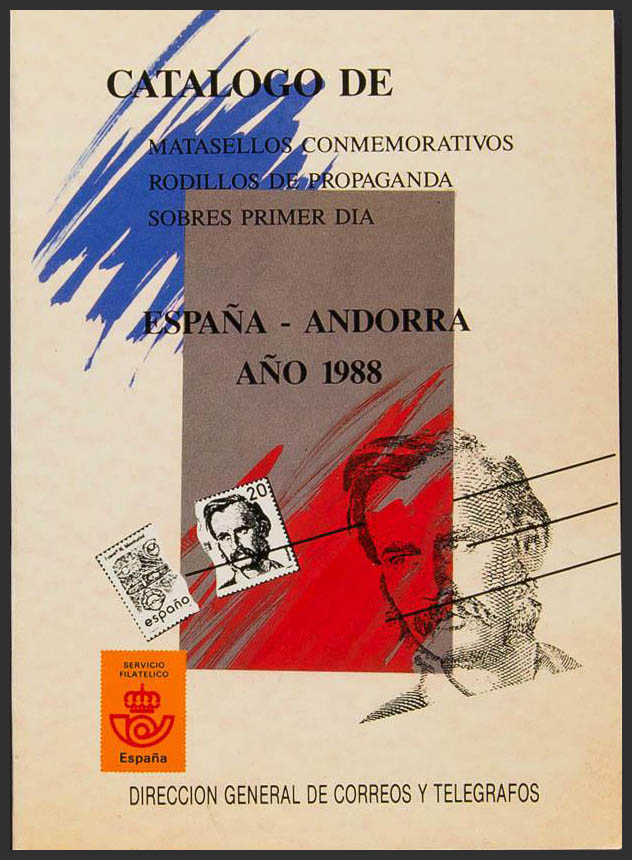 CATALOGO DE
MATASELLOS CONMEMORATIVOS
RODILLOS DE PROPAGANDA
SOBRES PRIMER DIA
ESPAÑA - ANDORRA
AÑO 1988
20
españa
SERVICIO
FILATELICO
España
DIRECCION GENERAL DE CORREOS Y TELEGRAFOS